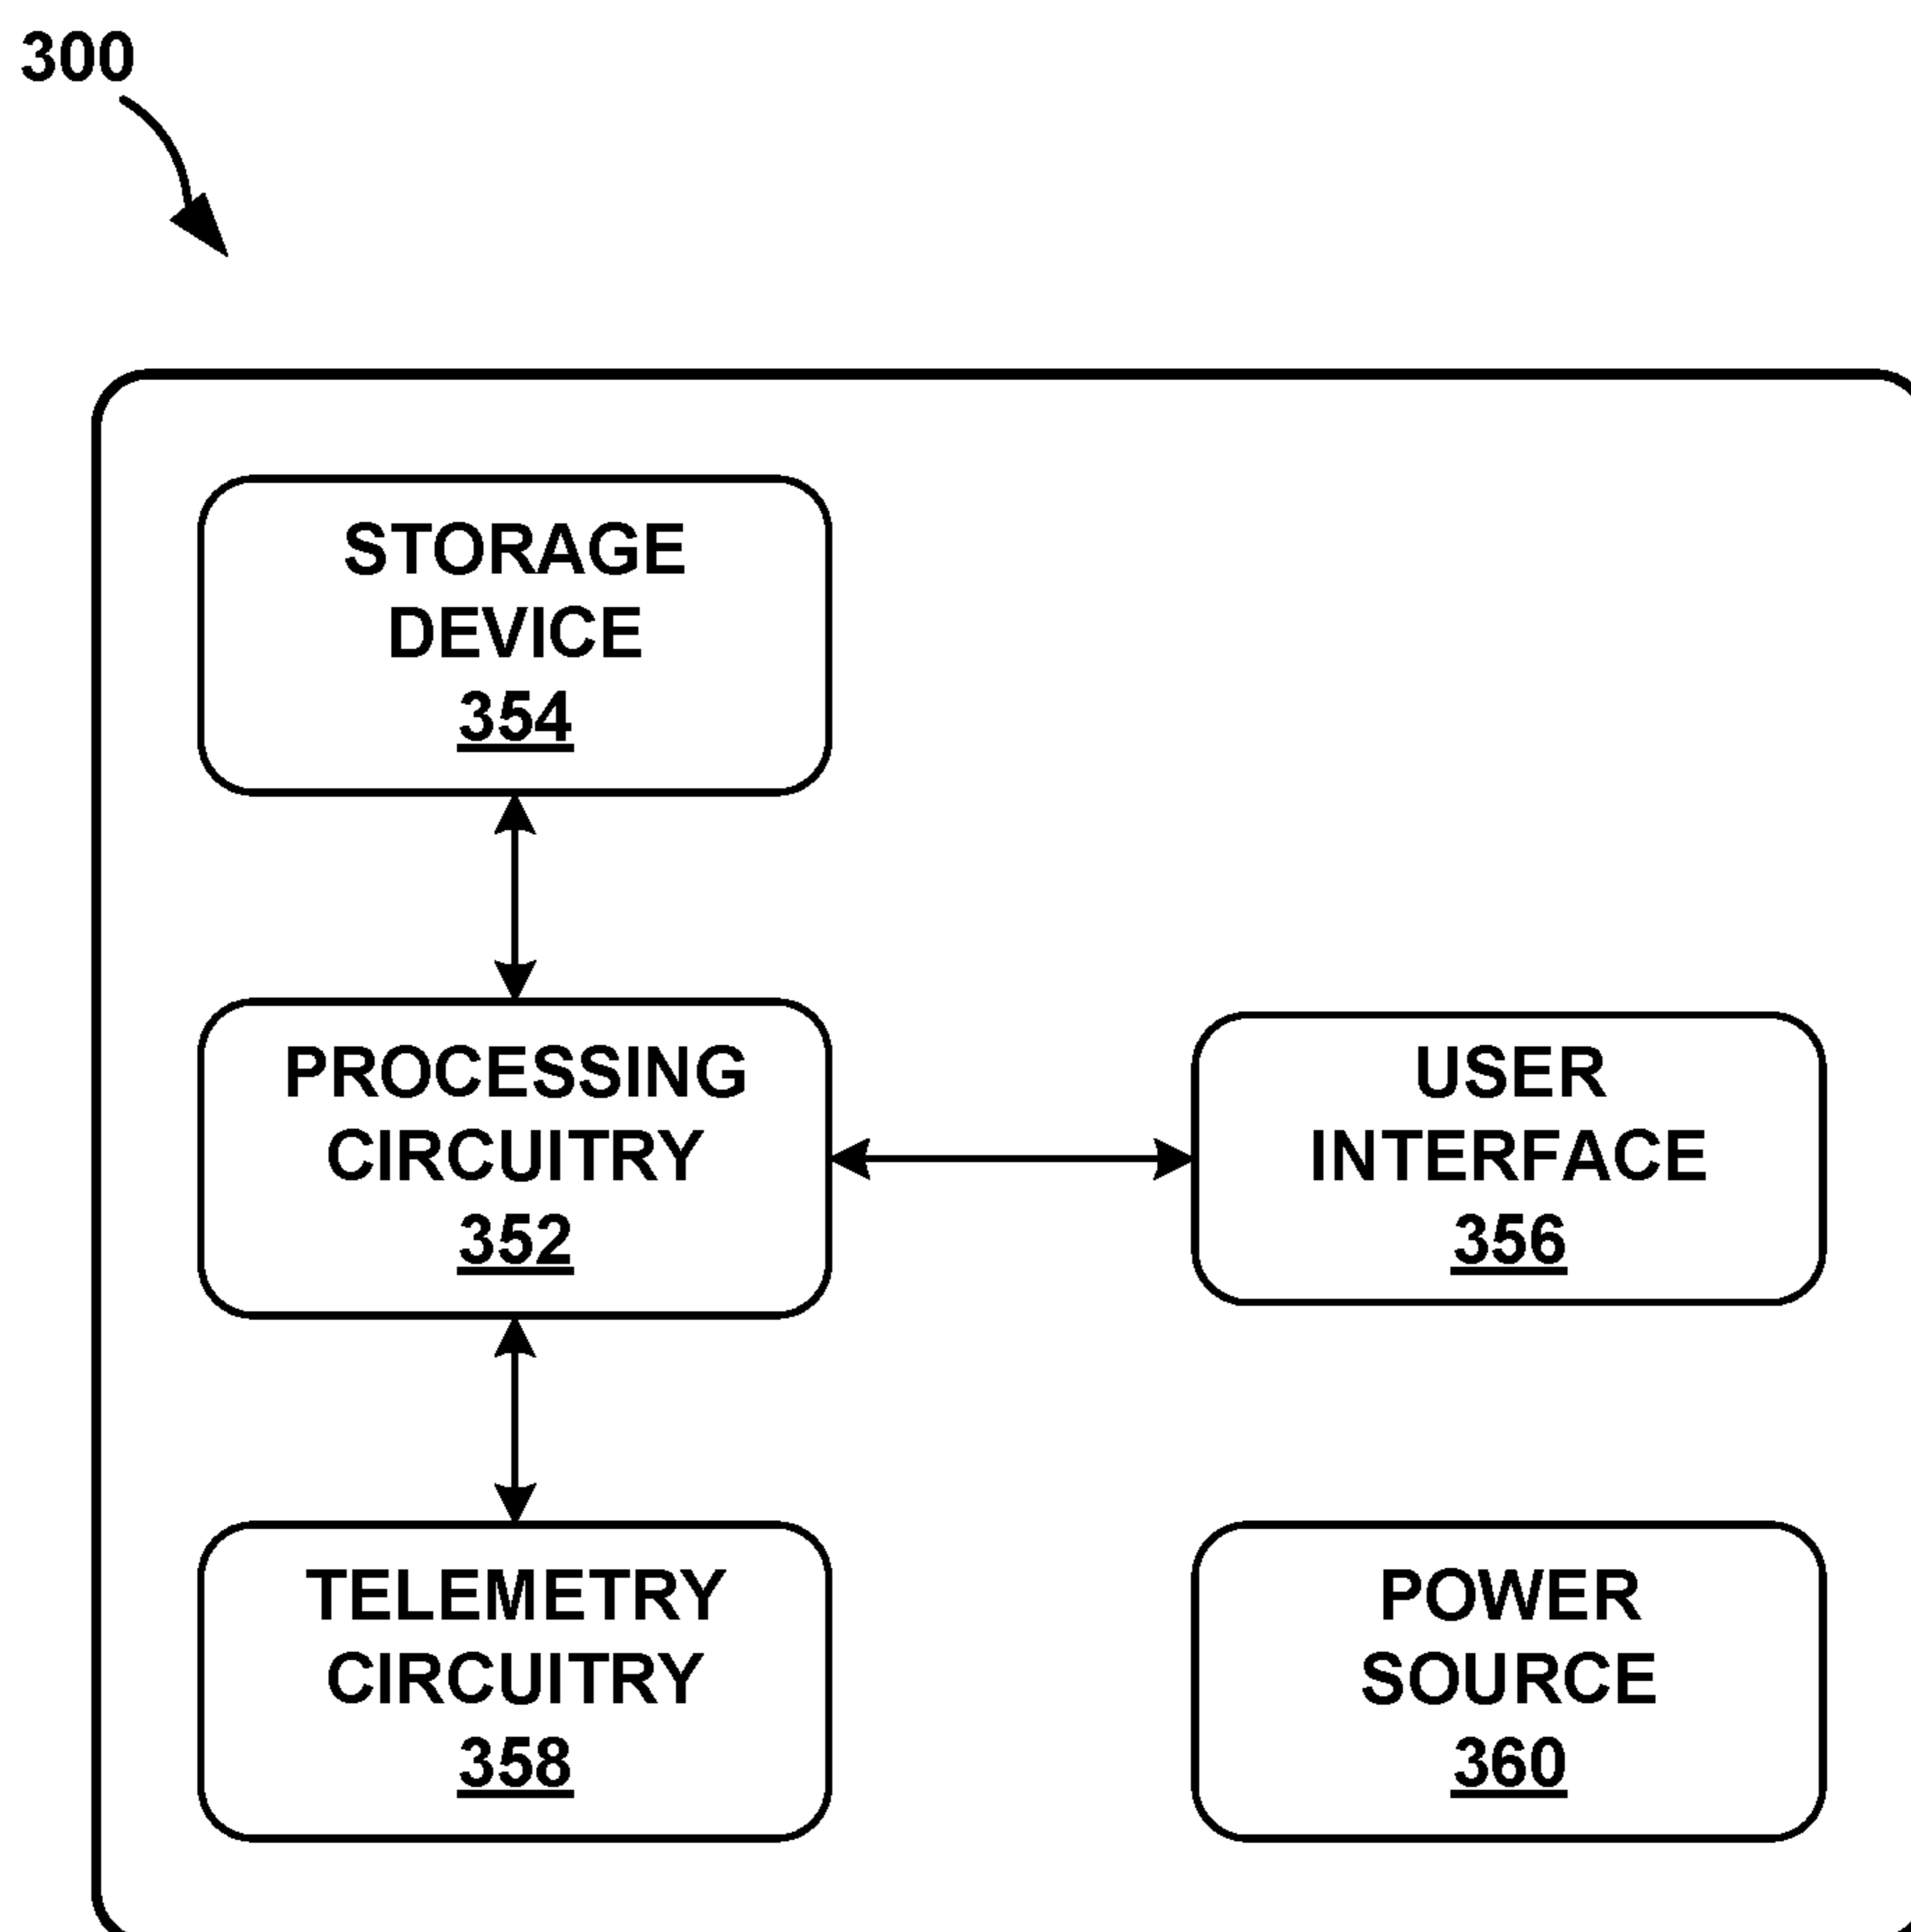 300
STORAGE
DEVICE
354
PROCESSING
CIRCUITRY
352
USER
INTERFACE
356
TELEMETRY
CIRCUITRY
358
POWER
SOURCE
360